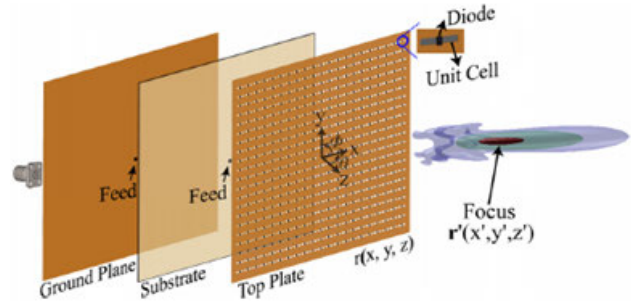 Diode
Unit Cell
Y
X
Z
Feed
Feed
Focus
r'(x',y',z')
r(x, y, z)
Ground Plane
Substrate
Top Plate